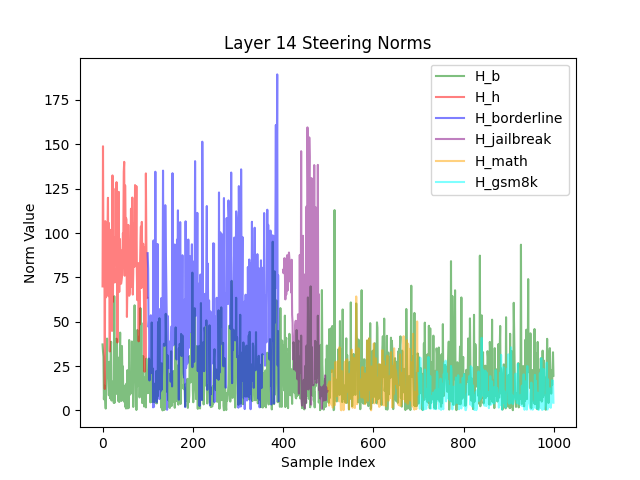 Layer 14 Steering Norms
H_b
H_h
H_borderline
H_jailbreak
H_math
H_gsm8k
175
150
125
100
75
50
25
0
Norm Value
0 200 400 600 800 1000
Sample Index